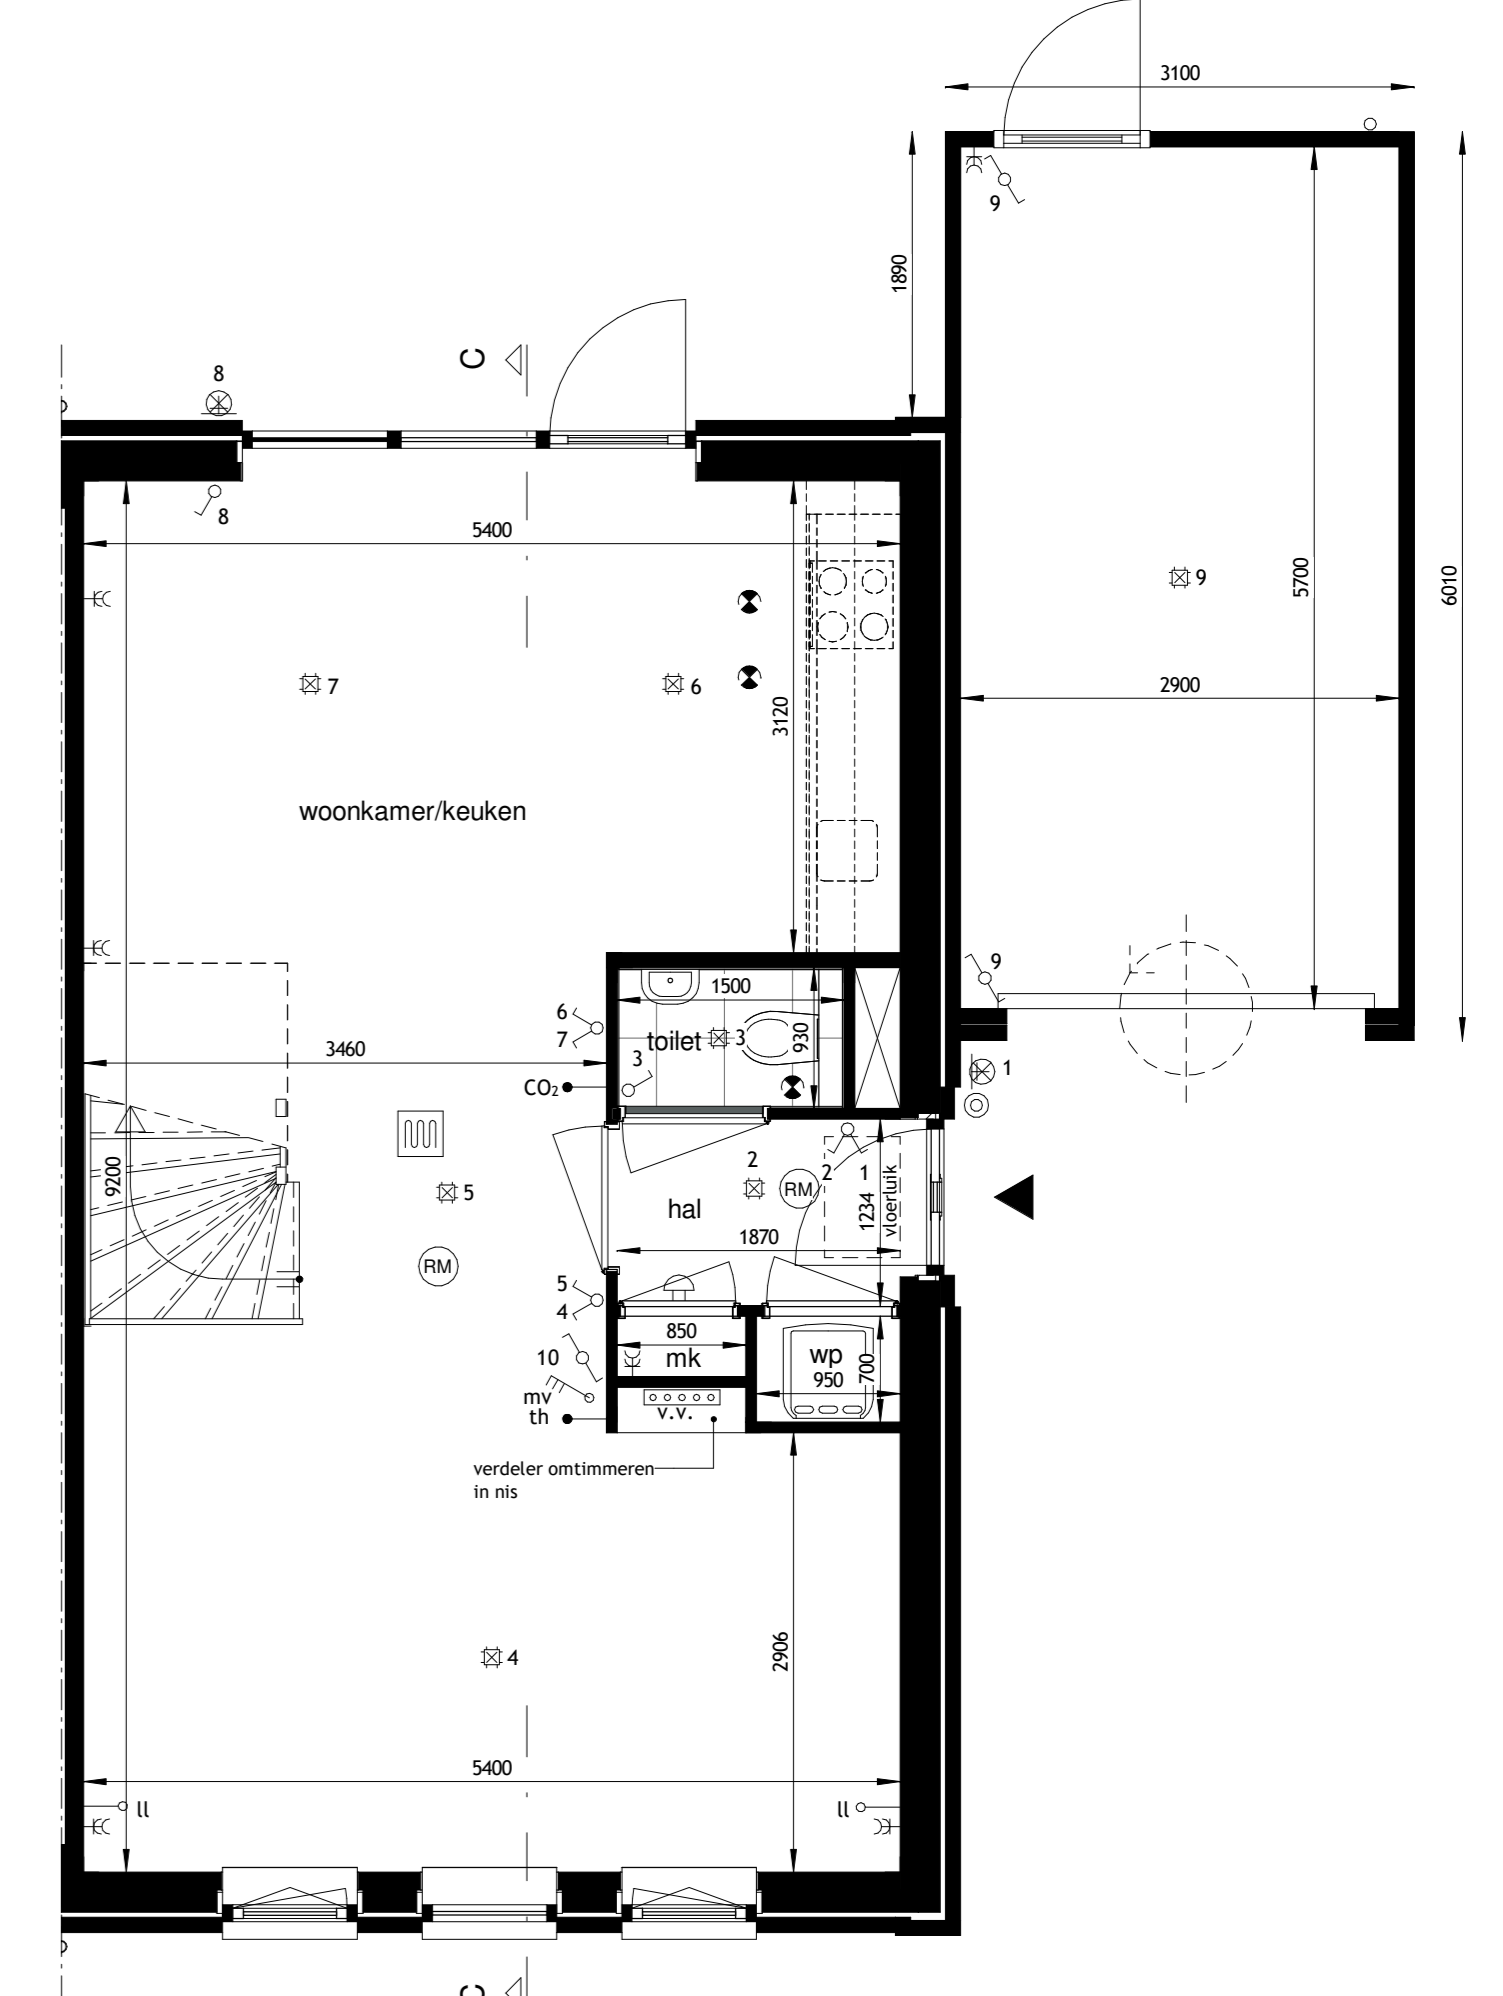 3100
9
1890
C
8
8
5400
9
5700
6010
7
6
2900
3120
woonkamer/keuken
9
1500
6
7
toilet
3
930
3
3460
CO2
1
9200
2
2
1
RM
1234
vloerluik
5
hal
1870
RM
5
4
850
10
mk
wp
700
950
mv
th
v.v.
verdeler omtimmeren
in nis
4
2906
5400
ll
ll
C